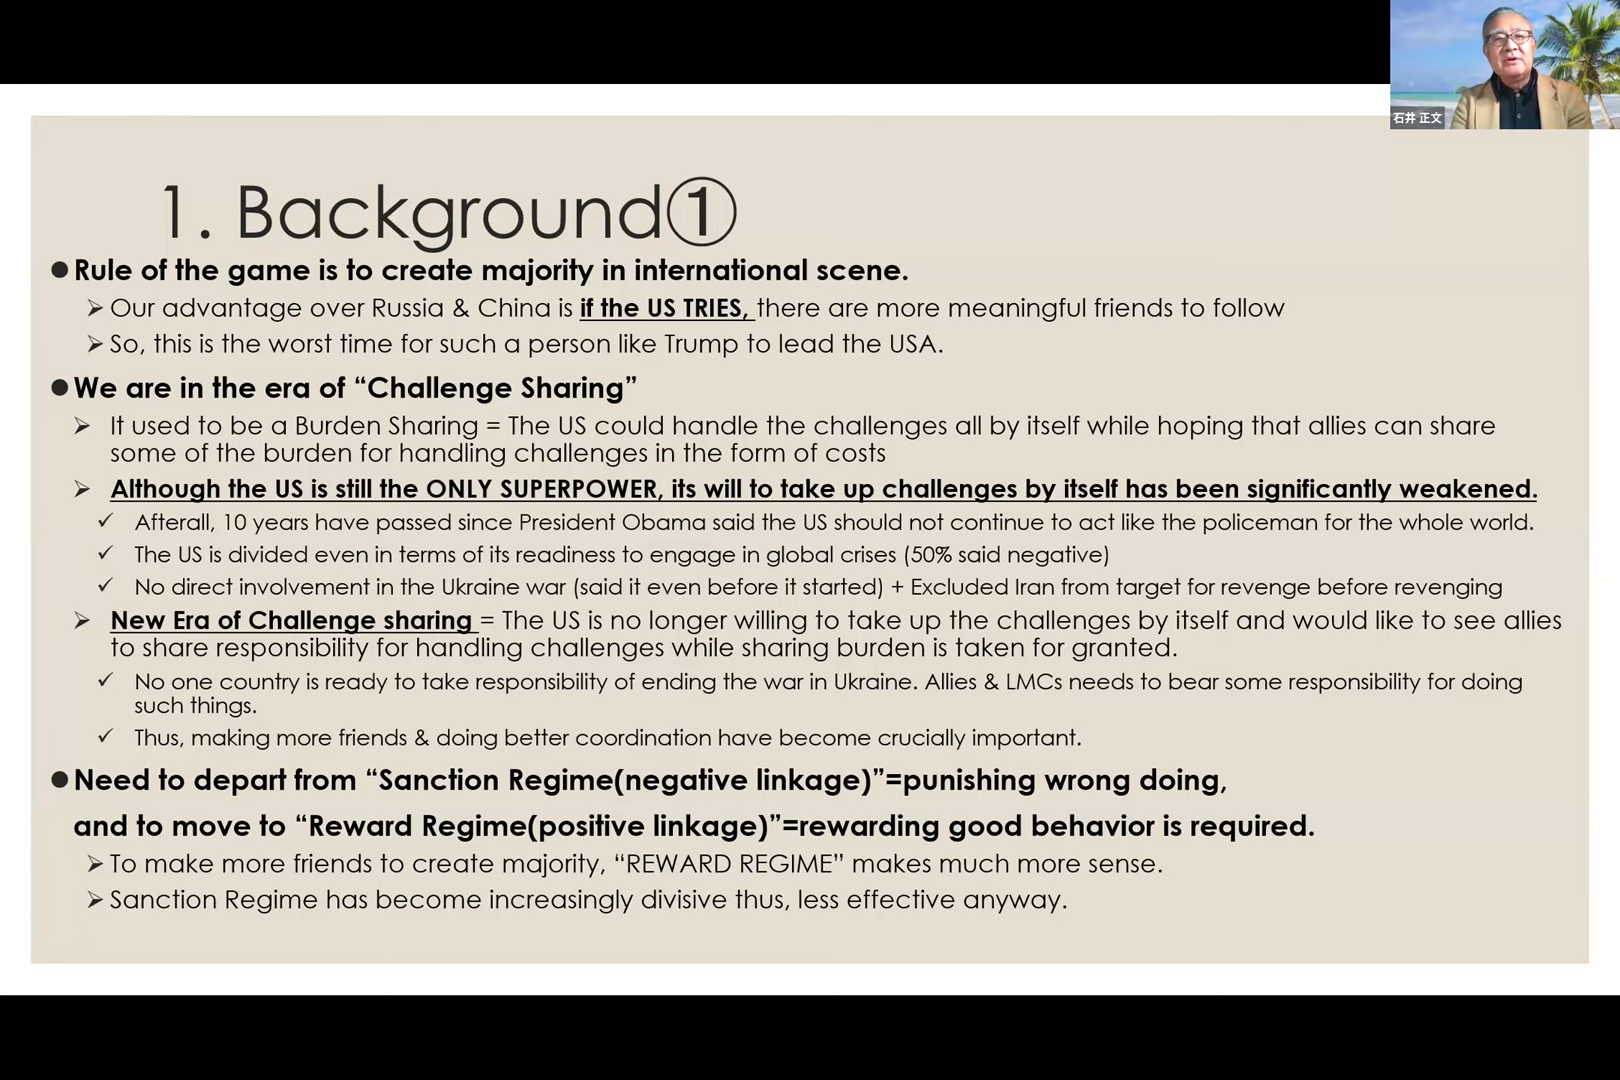 石井 正文
1. Background①
●Rule of the game is to create majority in international scene.
➢Our advantage over Russia & China is if the US TRIES, there are more meaningful friends to follow
➢So, this is the worst time for such a person like Trump to lead the USA.
●We are in the era of “Challenge Sharing”
➢ It used to be a Burden Sharing = The US could handle the challenges all by itself while hoping that allies can share
some of the burden for handling challenges in the form of costs
➢ Although the US is still the ONLY SUPERPOWER, its will to take up challenges by itself has been significantly weakened.
✓ Afterall, 10 years have passed since President Obama said the US should not continue to act like the policeman for the whole world.
✓ The US is divided even in terms of its readiness to engage in global crises (50% said negative)
✓ No direct involvement in the Ukraine war (said it even before it started) + Excluded Iran from target for revenge before revenging
➢ New Era of Challenge sharing = The US is no longer willing to take up the challenges by itself and would like to see allies
to share responsibility for handling challenges while sharing burden is taken for granted.
✓ No one country is ready to take responsibility of ending the war in Ukraine. Allies & LMCs needs to bear some responsibility for doing
such things.
✓ Thus, making more friends & doing better coordination have become crucially important.
●Need to depart from “Sanction Regime(negative linkage)”=punishing wrong doing,
and to move to “Reward Regime(positive linkage)”=rewarding good behavior is required.
➢To make more friends to create majority, “REWARD REGIME” makes much more sense.
➢Sanction Regime has become increasingly divisive thus, less effective anyway.